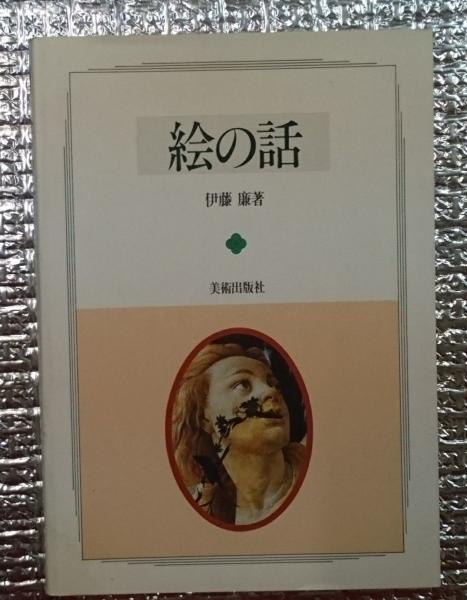 絵の話
伊藤 廉著
美術出版社